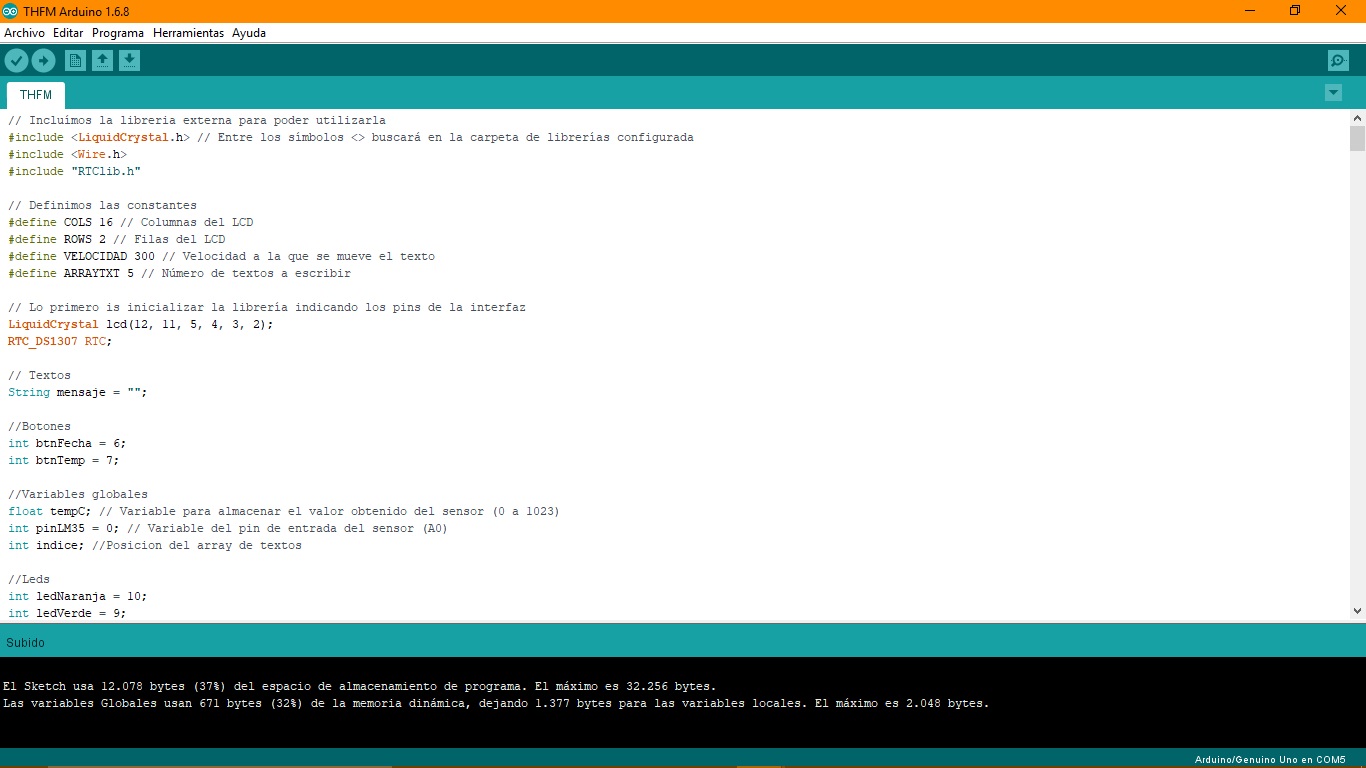 THFM Arduino 1.6.8
Archivo Editar Programa Herramientas Ayuda
THFM
// Incluímos la libreria externa para poder utilizarla
#include <LiquidCrystal.h> // Entre los símbolos <> buscará en la carpeta de librerías configurada
#include <Wire.h>
#include "RTClib.h"
// Definimos las constantes
#define COLS 16 // Columnas del LCD
#define ROWS 2 // Filas del LCD
#define VELOCIDAD 300 // Velocidad a la que se mueve el texto
#define ARRAYTXT 5 // Número de textos a escribir
// Lo primero is inicializar la librería indicando los pins de la interfaz
LiquidCrystal lcd(12, 11, 5, 4, 3, 2);
RTC_DS1307 RTC;
// Textos
String mensaje = "";
//Botones
int btnFecha = 6;
int btnTemp = 7;
//Variables globales
float tempC; // Variable para almacenar el valor obtenido del sensor (0 a 1023)
int pinLM35 = 0; // Variable del pin de entrada del sensor (A0)
int indice; //Posicion del array de textos
//Leds
int ledNaranja = 10;
int ledVerde = 9;
Subido
El Sketch usa 12.078 bytes (37%) del espacio de almacenamiento de programa. El máximo es 32.256 bytes.
Las variables Globales usan 671 bytes (32%) de la memoria dinámica, dejando 1.377 bytes para las variables locales. El máximo es 2.048 bytes.
Arduino/Genuino Uno en COM5